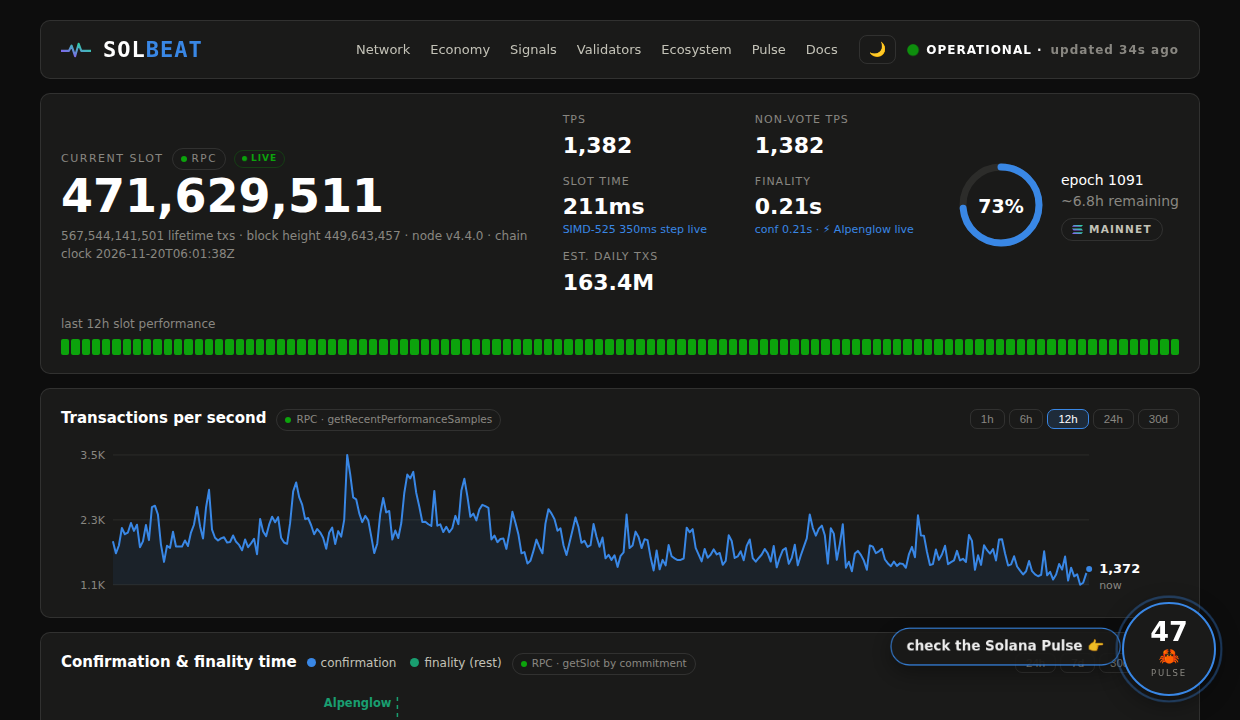 SOLBEAT
Network Economy Signals Validators Ecosystem Pulse Docs 🌙 OPERATIONAL · updated 34s ago
CURRENT SLOT RPC LIVE
471,629,511
567,544,141,501 lifetime txs · block height 449,643,457 · node v4.4.0 · chain
clock 2026-11-20T06:01:38Z
TPS
1,382
NON-VOTE TPS
1,382
SLOT TIME
211ms
SIMD-525 350ms step live
FINALITY
0.21s
conf 0.21s · ⚡ Alpenglow live
EST. DAILY TXS
163.4M
73%
epoch 1091
~6.8h remaining
MAINNET
last 12h slot performance
Transactions per second RPC · getRecentPerformanceSamples
1h 6h 12h 24h 30d
3.5K
2.3K
1.1K
1,372
now
Confirmation & finality time confirmation finality (rest) RPC · getSlot by commitment
check the Solana Pulse 👉
47
🦀
PULSE
Alpenglow